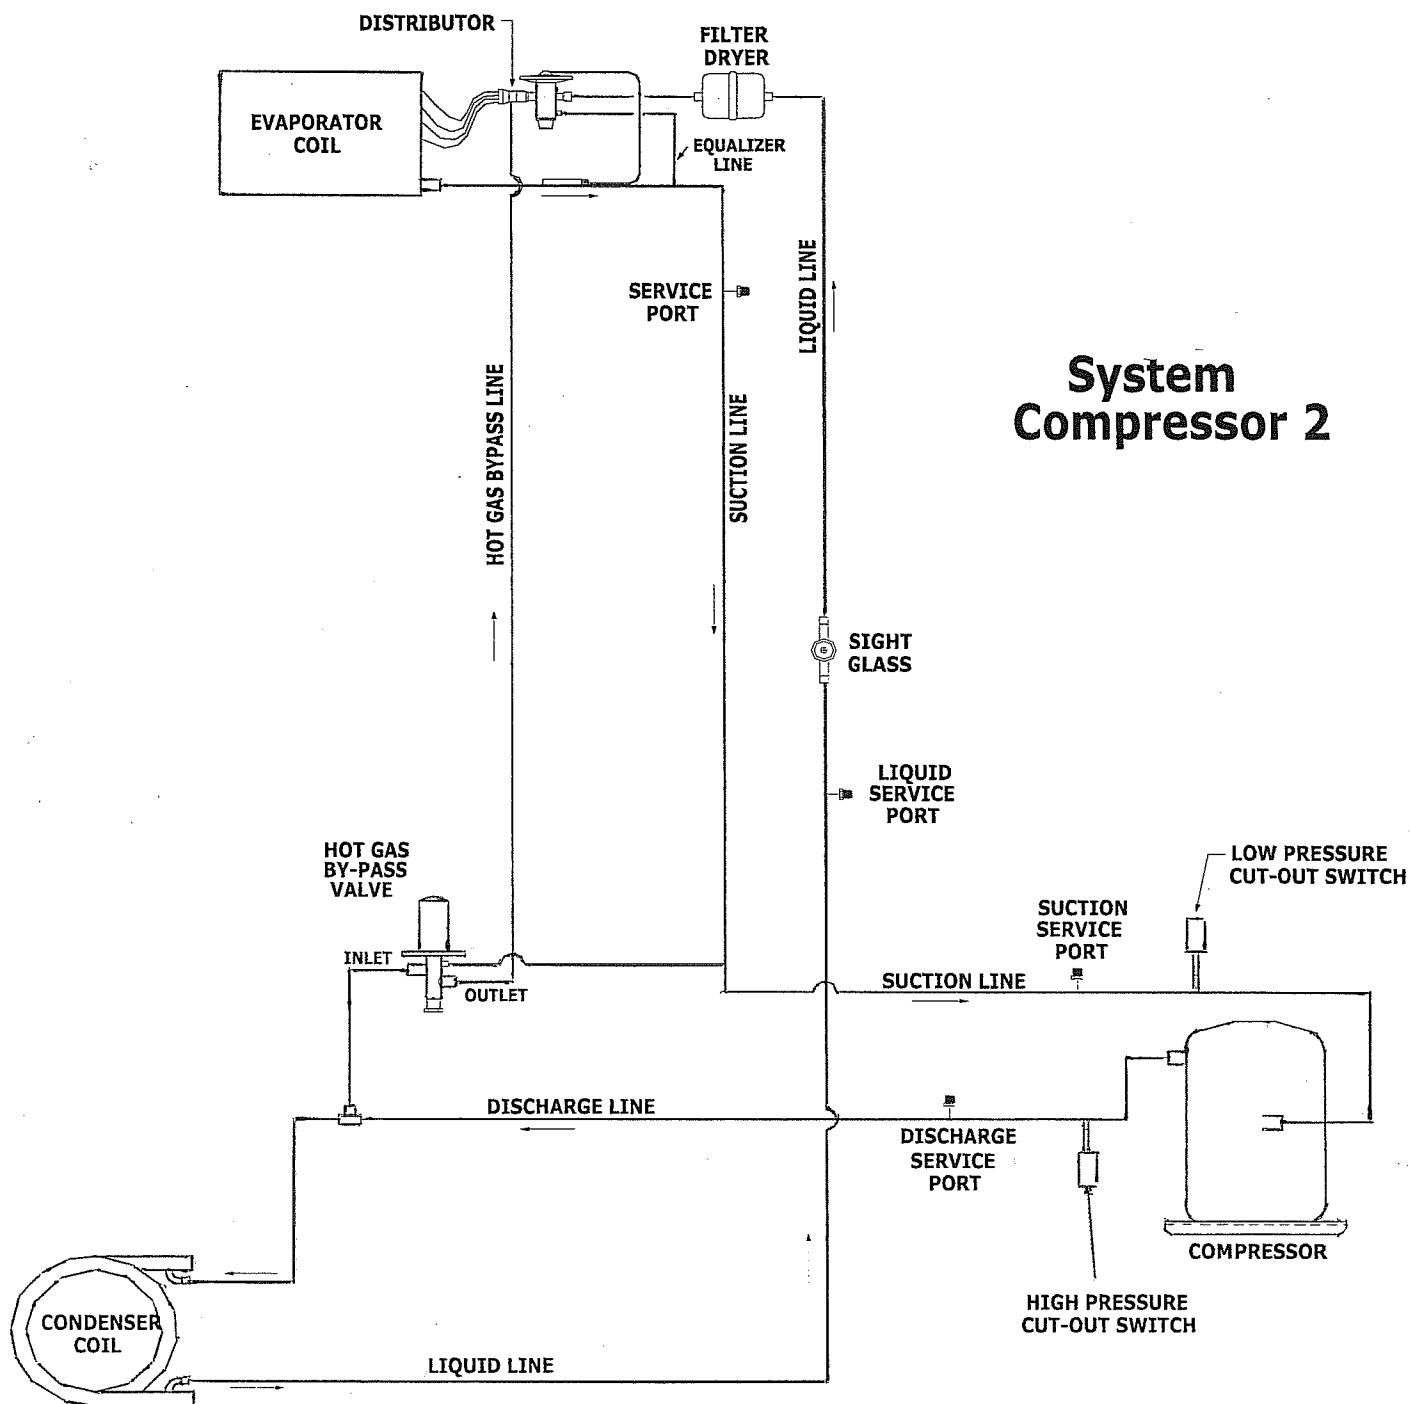 DISTRIBUTOR
FILTER
DRYER
EVAPORATOR
COIL
EQUALIZER
LINE
SERVICE
PORT
LIQUID LINE
System
Compressor 2
HOT GAS BYPASS LINE
SUCTION LINE
SIGHT
GLASS
LIQUID
SERVICE
PORT
HOT GAS
BY-PASS
VALVE
LOW PRESSURE
CUT-OUT SWITCH
SUCTION
SERVICE
PORT
INLET
OUTLET
SUCTION LINE
DISCHARGE LINE
DISCHARGE
SERVICE
PORT
COMPRESSOR
HIGH PRESSURE
CUT-OUT SWITCH
CONDENSER
COIL
LIQUID LINE